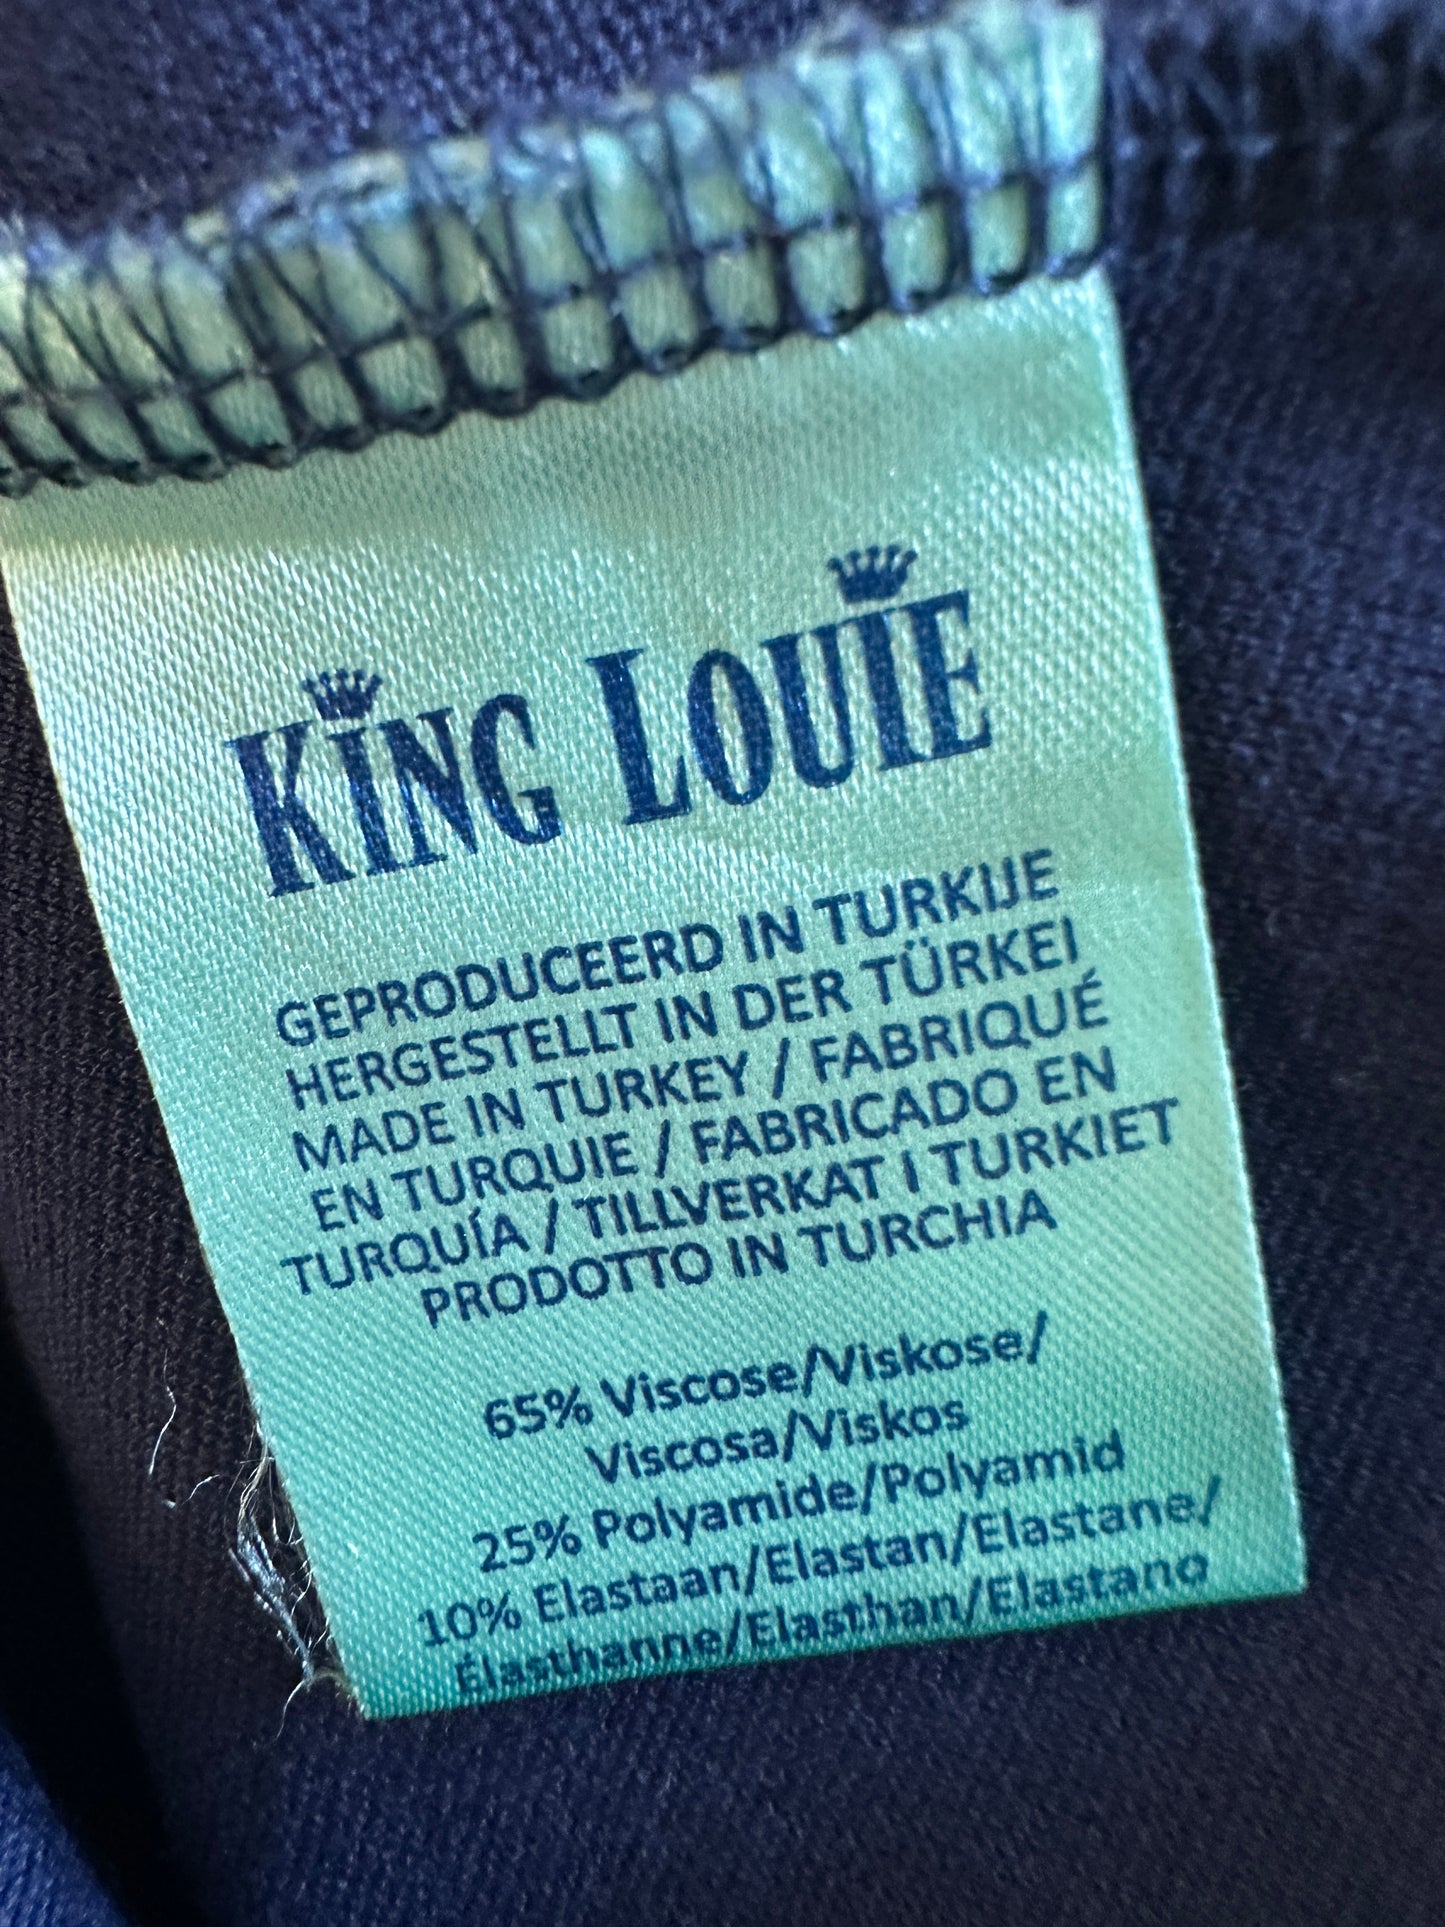 KING LOUIE
GEPRODUCEERD IN TURKIJE
HERGESTELLT IN DER TÜRKEI
MADE IN TURKEY / FABRIQUÉ
EN TURQUIE / FABRICADO EN
TURQUÍA / TILLVERKAT I TURKIET
PRODOTTO IN TURCHIA
65% Viscose/Viskose/
Viscosa/Viskos
25% Polyamide/Polyamid
10% Elastaan/Elastan/Elastane/
Élasthanne/Elasthan/Elastano